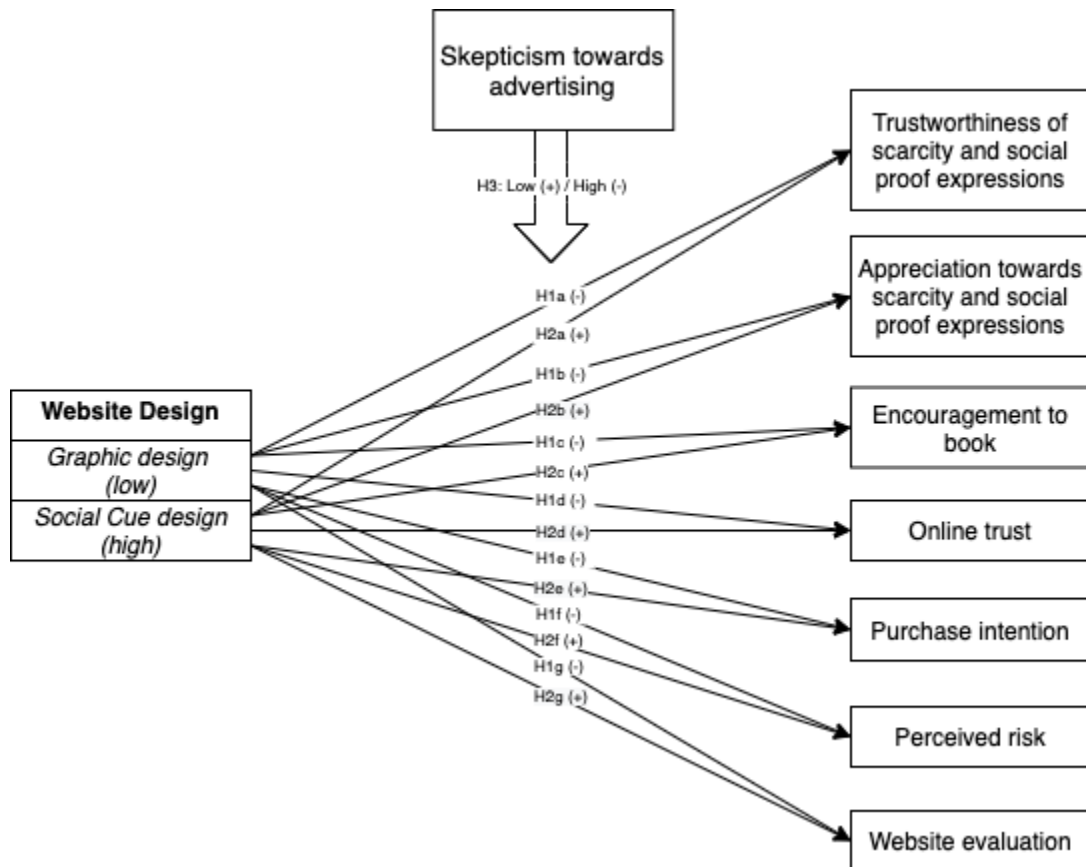 Skepticism towards
advertising
H3: Low (+) / High (-)
Trustworthiness of
scarcity and social
proof expressions
Appreciation towards
scarcity and social
proof expressions
Encouragement to
book
Online trust
Purchase intention
Perceived risk
Website evaluation
H1a (-)
H2a (+)
H1b (-)
H2b (+)
H1c (-)
H2c (+)
H1d (-)
H2d (+)
H1e (-)
H2e (+)
H1f (-)
H2f (+)
H1g (-)
H2g (+)
Website Design
Graphic design
(low)
Social Cue design
(high)